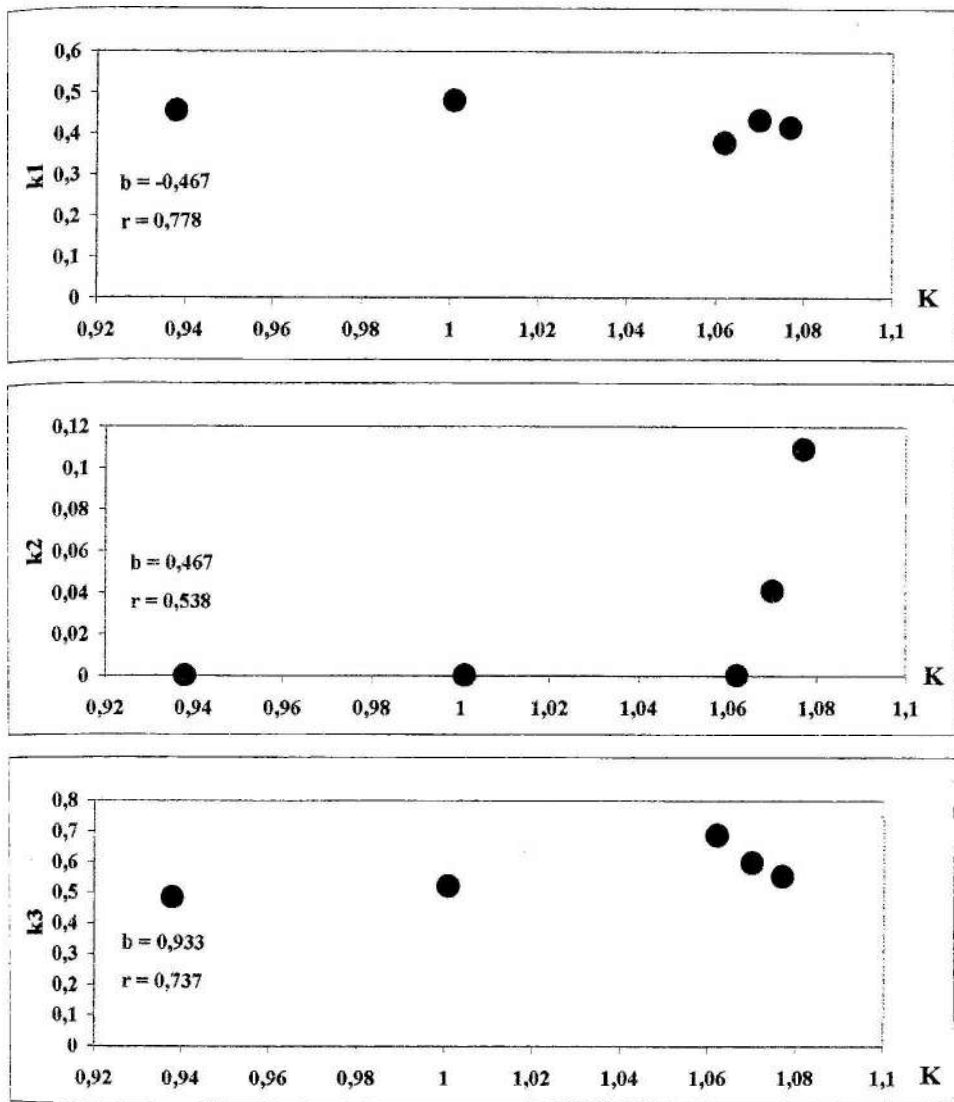 0,6
0,5
0,4
0,3
0,2
0,1
0
k1
b = -0,467
r = 0,778
0,92 0,94 0,96 0,98 1 1,02 1,04 1,06 1,08 1,1
K
0,12
0,1
0,08
0,06
0,04
0,02
0
k2
b = 0,467
r = 0,538
0,92 0,94 0,96 0,98 1 1,02 1,04 1,06 1,08 1,1
K
0,8
0,7
0,6
0,5
0,4
0,3
0,2
0,1
0
k3
b = 0,933
r = 0,737
0,92 0,94 0,96 0,98 1 1,02 1,04 1,06 1,08 1,1
K